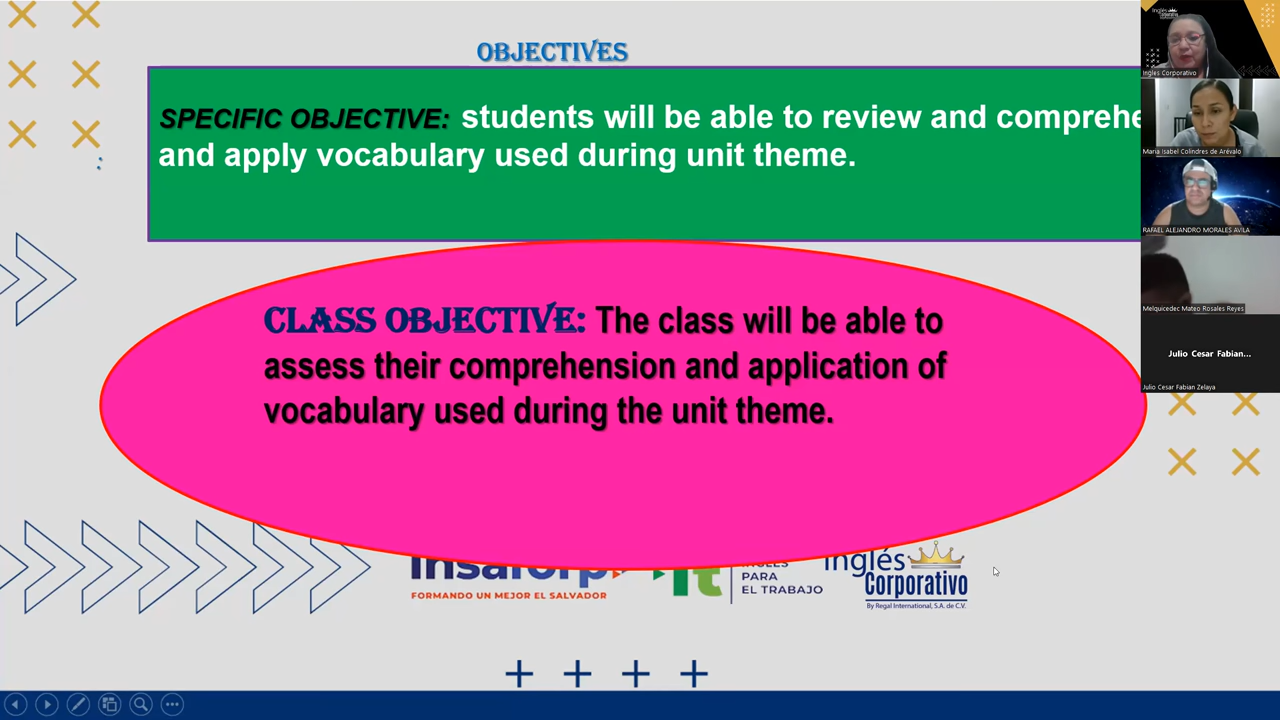 OBJECTIVES
SPECIFIC OBJECTIVE: students will be able to review and comprehe
and apply vocabulary used during unit theme.
:
CLASS OBJECTIVE: The class will be able to
assess their comprehension and application of
vocabulary used during the unit theme.
insaforp
FORMANDO UN MEJOR EL SALVADOR
PARA
EL TRABAJO
Inglés
Corporativo
By Regal International, S.A. de C.V.
Ingles Corporativo
Maria Isabel Colindres de Arévalo
RAFAEL ALEJANDRO MORALES AVILA
Melquicedec Mateo Rosales Reyes
Julio Cesar Fabian...
Julio Cesar Fabian Zelaya